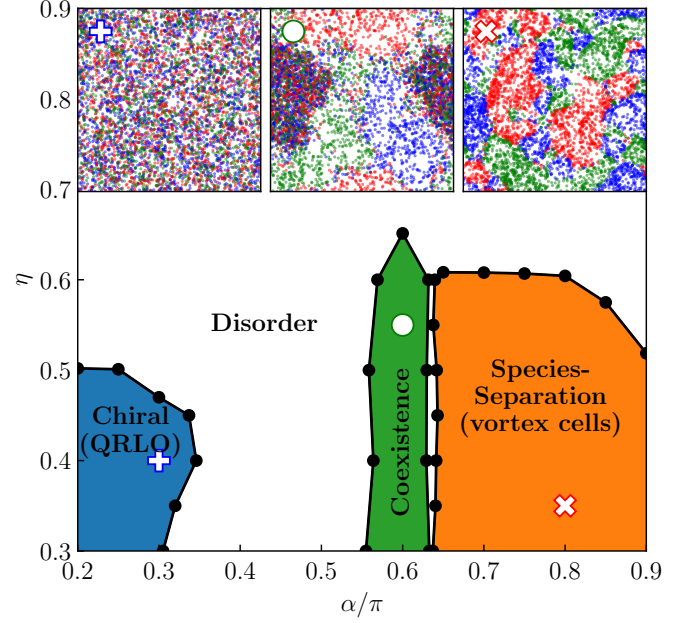 0.9
0.8
0.7
0.6
η
Disorder
0.5
Species-
Separation
(vortex cells)
Chiral
(QRLO)
Coexistence
0.4
0.3
0.2
0.3
0.4
0.5
0.6
0.7
0.8
0.9
α/π